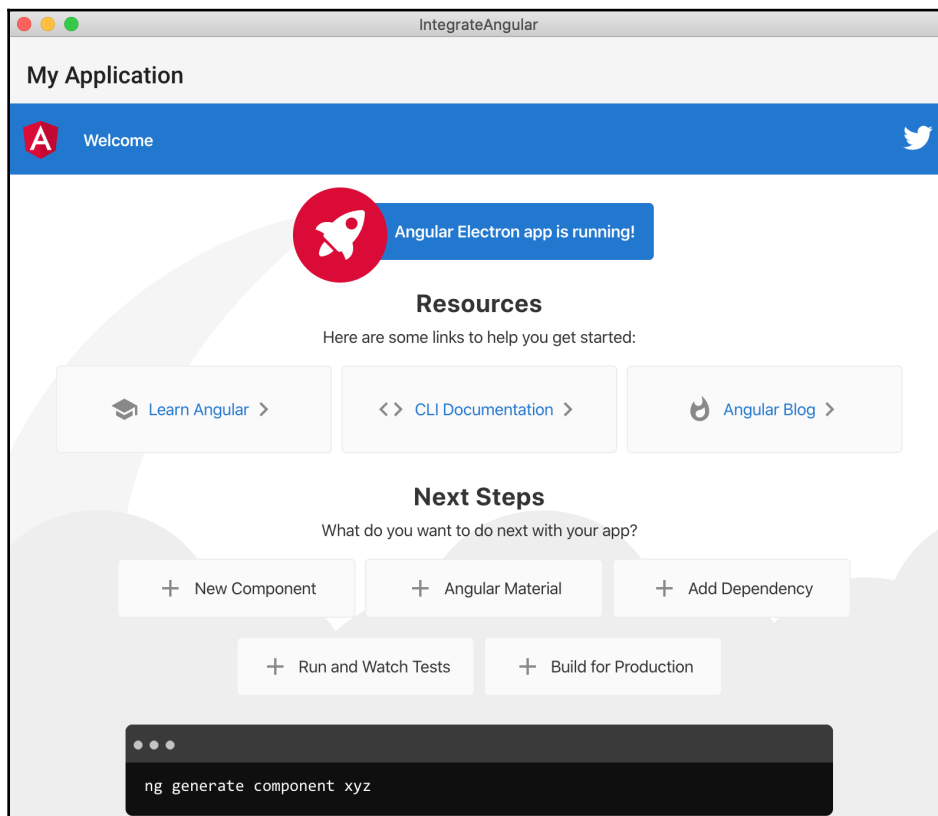 IntegrateAngular
My Application
A Welcome
Angular Electron app is running!
Resources
Here are some links to help you get started:
Learn Angular
CLI Documentation
Angular Blog
Next Steps
What do you want to do next with your app?
New Component
Angular Material
Add Dependency
Run and Watch Tests
Build for Production
ng generate component xyz